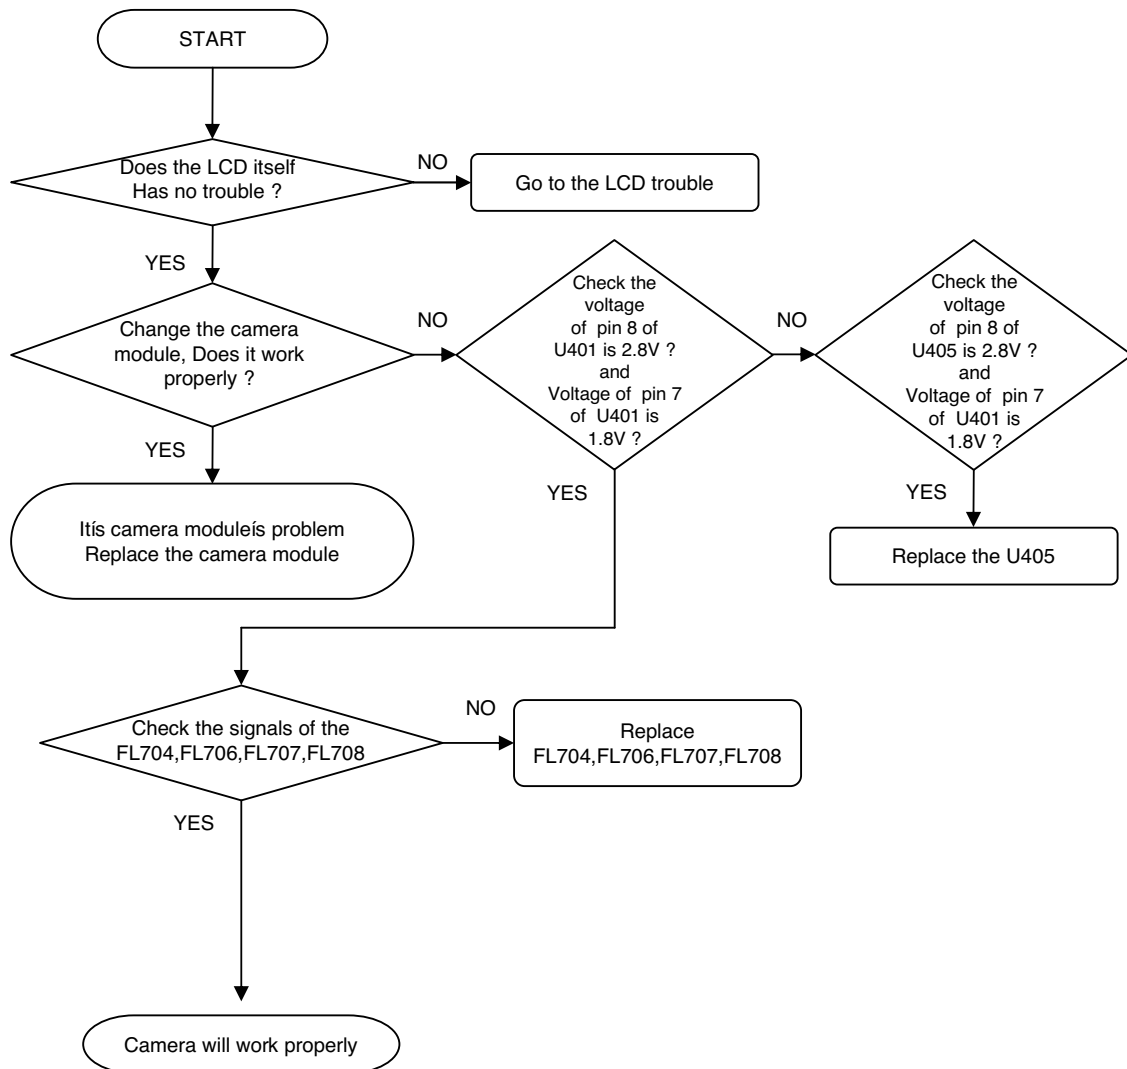 START
Does the LCD itself
Has no trouble ?
NO
Go to the LCD trouble
YES
Change the camera
module, Does it work
properly ?
NO
Check the
voltage
of pin 8 of
U401 is 2.8V ?
and
Voltage of pin 7
of U401 is
1.8V ?
NO
Check the
voltage
of pin 8 of
U405 is 2.8V ?
and
Voltage of pin 7
of U401 is
1.8V ?
YES
Itís camera moduleís problem
Replace the camera module
YES
YES
Replace the U405
Check the signals of the
FL704,FL706,FL707,FL708
NO
Replace
FL704,FL706,FL707,FL708
YES
Camera will work properly